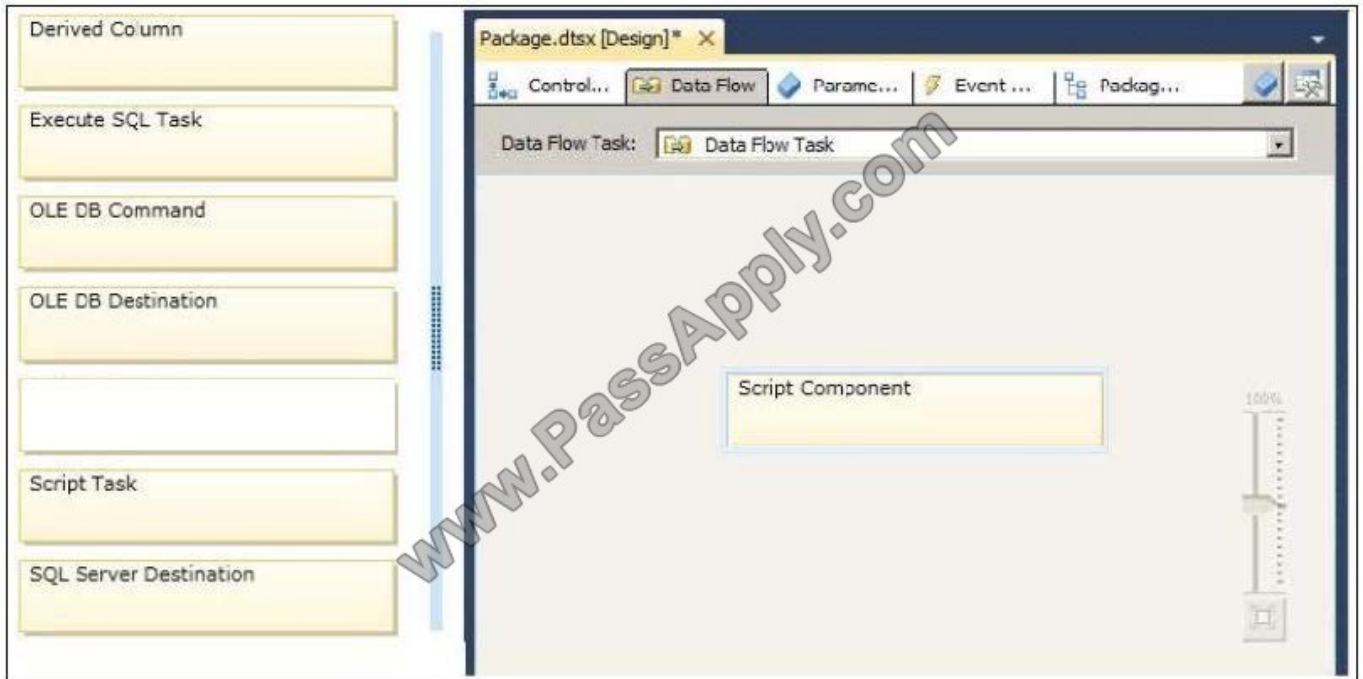 Derived Column
Execute SQL Task
OLE DB Command
OLE DB Destination
Script Task
SQL Server Destination
Package.dtsx [Design]*
Control... Data Flow Parame... Event ... Packag...
Data Flow Task: Data Flow Task
Script Component
100%
www.PassApply.com